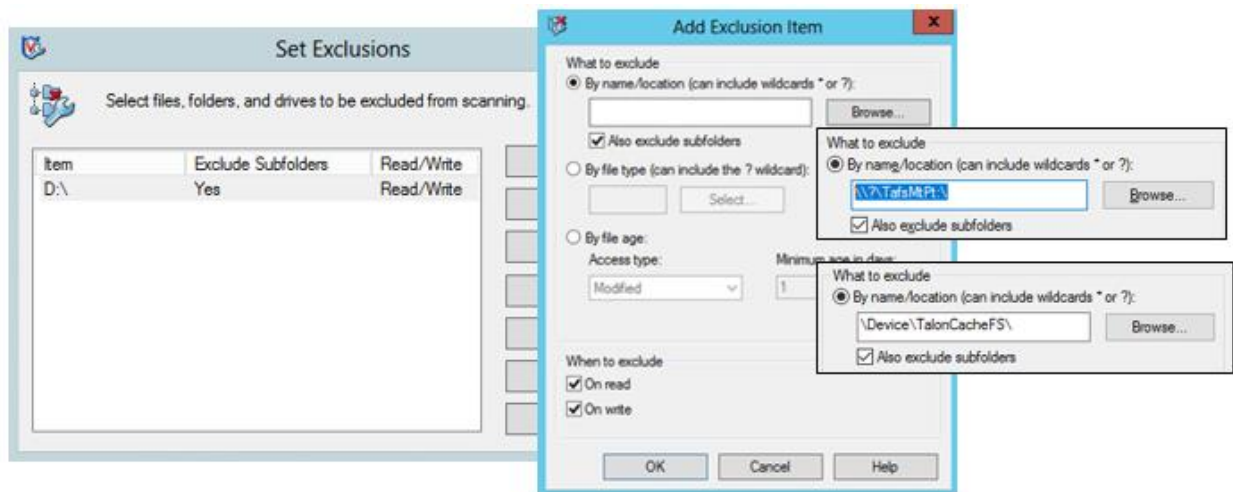 Set Exclusions
Select files, folders, and drives to be excluded from scanning.
Item Exclude Subfolders Read/Write
D:\ Yes Read/Write
Add Exclusion Item
x
What to exclude
By name/location (can include wildcards * or ?):
Browse...
Also exclude subfolders
By file type (can include the ? wildcard):
Select...
By file age:
Access type: Minimum age in days:
Modified 1
When to exclude
On read
On write
OK Cancel Help
What to exclude
By name/location (can include wildcards * or ?):
\\?\TafsMtPt:\ Browse...
Also exclude subfolders
What to exclude
By name/location (can include wildcards * or ?):
\Device\TalonCacheFS\ Browse...
Also exclude subfolders